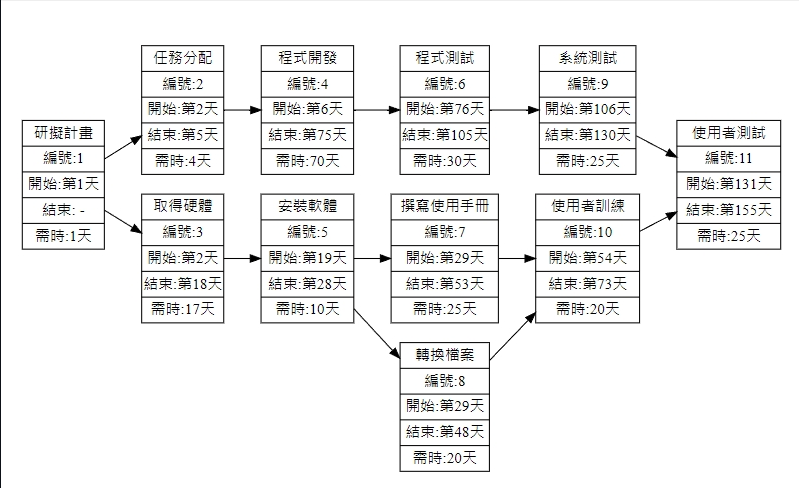 任務分配
編號:2
開始:第2天
結束:第5天
需時:4天
程式開發
編號:4
開始:第6天
結束:第75天
需時:70天
程式測試
編號:6
開始:第76天
結束:第105天
需時:30天
系統測試
編號:9
開始:第106天
結束:第130天
需時:25天
研擬計畫
編號:1
開始:第1天
結束: -
需時:1天
使用者測試
編號:11
開始:第131天
結束:第155天
需時:25天
取得硬體
編號:3
開始:第2天
結束:第18天
需時:17天
安裝軟體
編號:5
開始:第19天
結束:第28天
需時:10天
撰寫使用手冊
編號:7
開始:第29天
結束:第53天
需時:25天
使用者訓練
編號:10
開始:第54天
結束:第73天
需時:20天
轉換檔案
編號:8
開始:第29天
結束:第48天
需時:20天